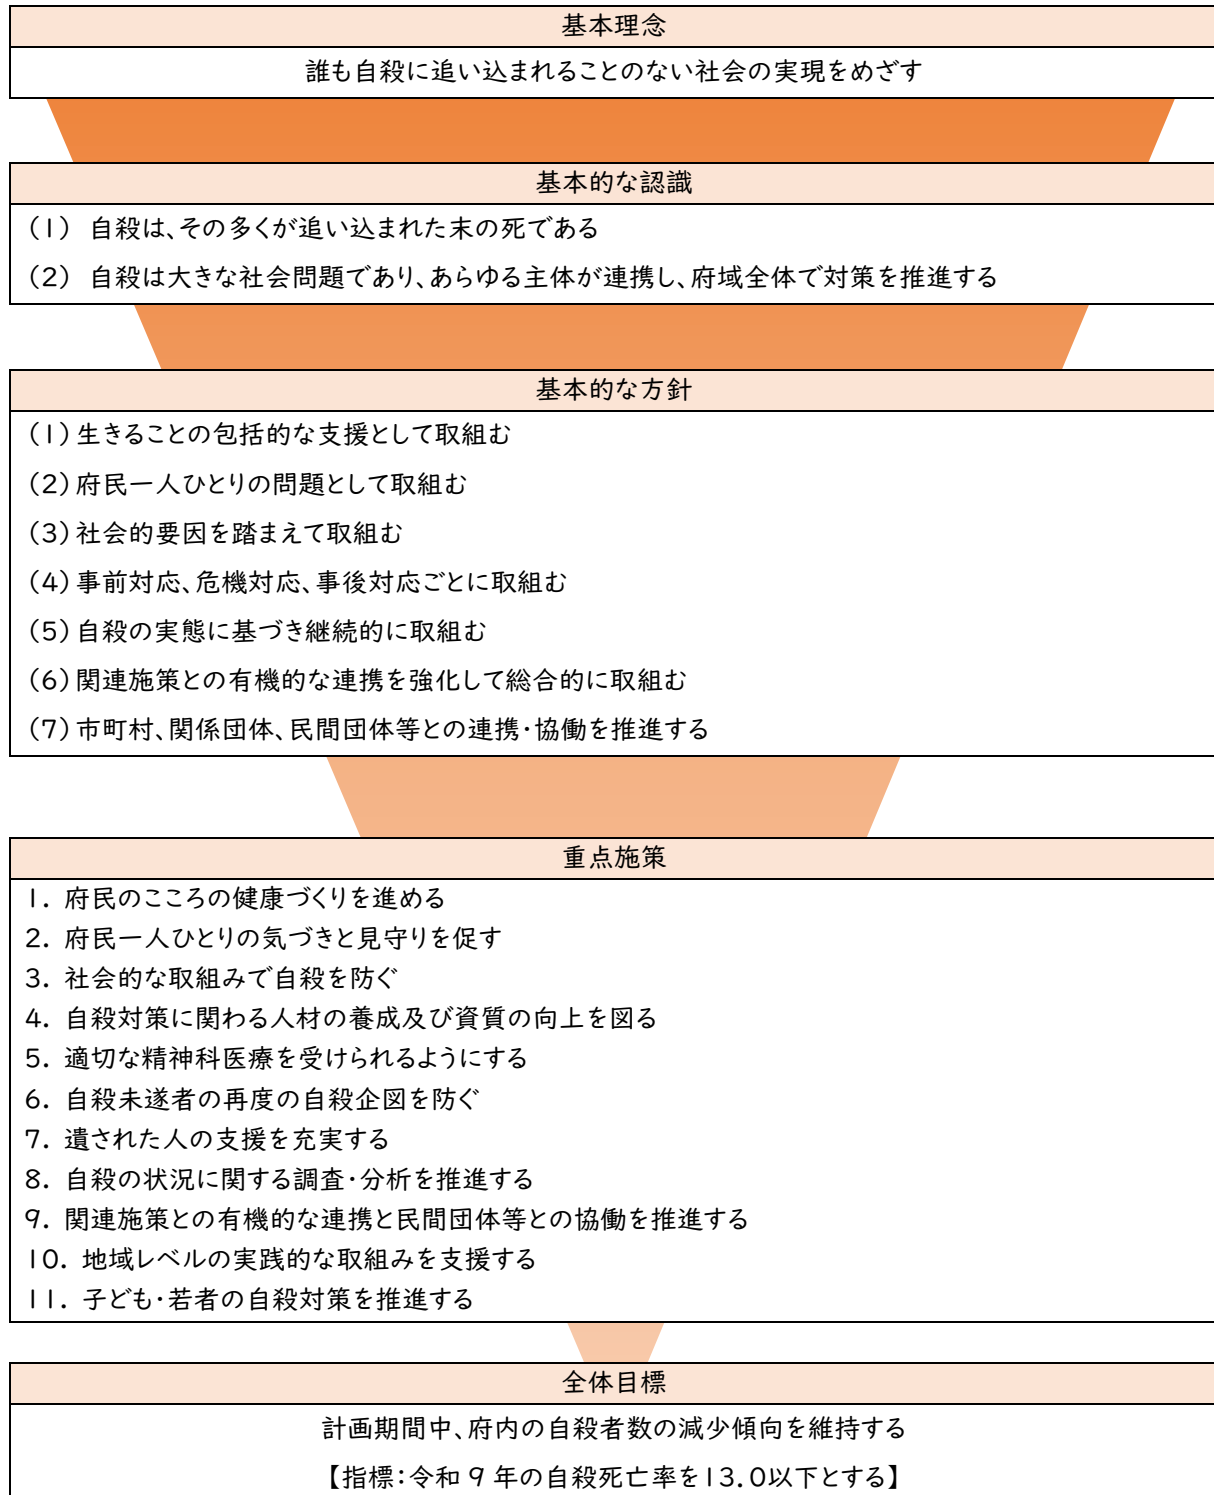 基本理念
誰も自殺に追い込まれることのない社会の実現をめざす
基本的な認識
（1） 自殺は、その多くが追い込まれた末の死である
（2） 自殺は大きな社会問題であり、あらゆる主体が連携し、府域全体で対策を推進する
基本的な方針
（1）生きることの包括的な支援として取組む
（2）府民一人ひとりの問題として取組む
（3）社会的要因を踏まえて取組む
（4）事前対応、危機対応、事後対応ごとに取組む
（5）自殺の実態に基づき継続的に取組む
（6）関連施策との有機的な連携を強化して総合的に取組む
（7）市町村、関係団体、民間団体等との連携・協働を推進する
重点施策
1. 府民のこころの健康づくりを進める
2. 府民一人ひとりの気づきと見守りを促す
3. 社会的な取組みで自殺を防ぐ
4. 自殺対策に関わる人材の養成及び資質の向上を図る
5. 適切な精神科医療を受けられるようにする
6. 自殺未遂者の再度の自殺企図を防ぐ
7. 遺された人の支援を充実する
8. 自殺の状況に関する調査・分析を推進する
9. 関連施策との有機的な連携と民間団体等との協働を推進する
10. 地域レベルの実践的な取組みを支援する
11. 子ども・若者の自殺対策を推進する
全体目標
計画期間中、府内の自殺者数の減少傾向を維持する
【指標：令和 9 年の自殺死亡率を13.0以下とする】